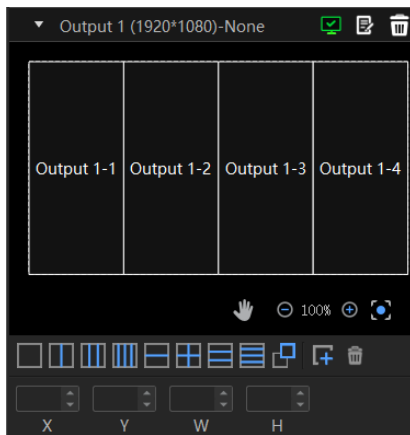 Output 1 (1920*1080)-None
Output 1-1 Output 1-2 Output 1-3 Output 1-4
100%
X Y W H